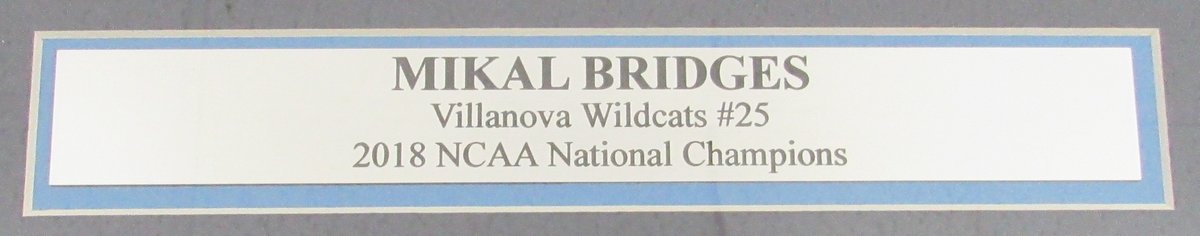 MIKAL BRIDGES
Villanova Wildcats #25
2018 NCAA National Champions